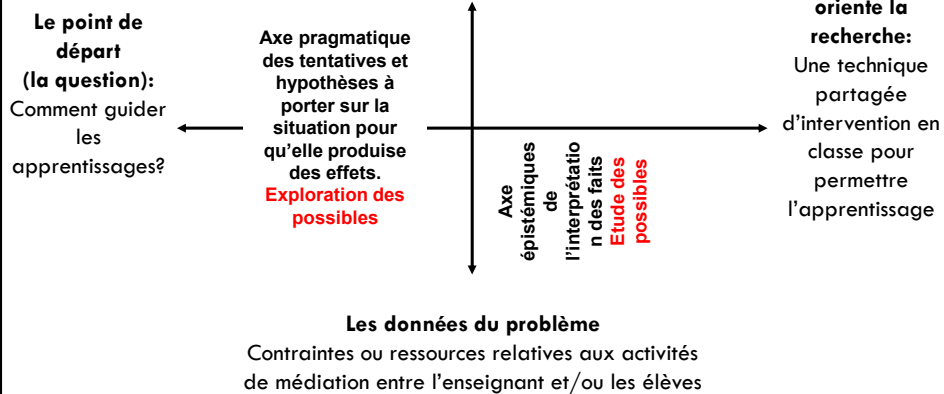 Le point de
départ
(la question):
Comment guider
les
apprentissages?
Axe pragmatique
des tentatives et
hypothèses à
porter sur la
situation pour
qu'elle produise
des effets.
Exploration des
possibles
Axe
épistémiques
de
l'interprétatio
n des faits
Etude des
possibles
oriente la
recherche:
Une technique
partagée
d'intervention en
classe pour
permettre
l'apprentissage
Les données du problème
Contraintes ou ressources relatives aux activités
de médiation entre l'enseignant et/ou les élèves